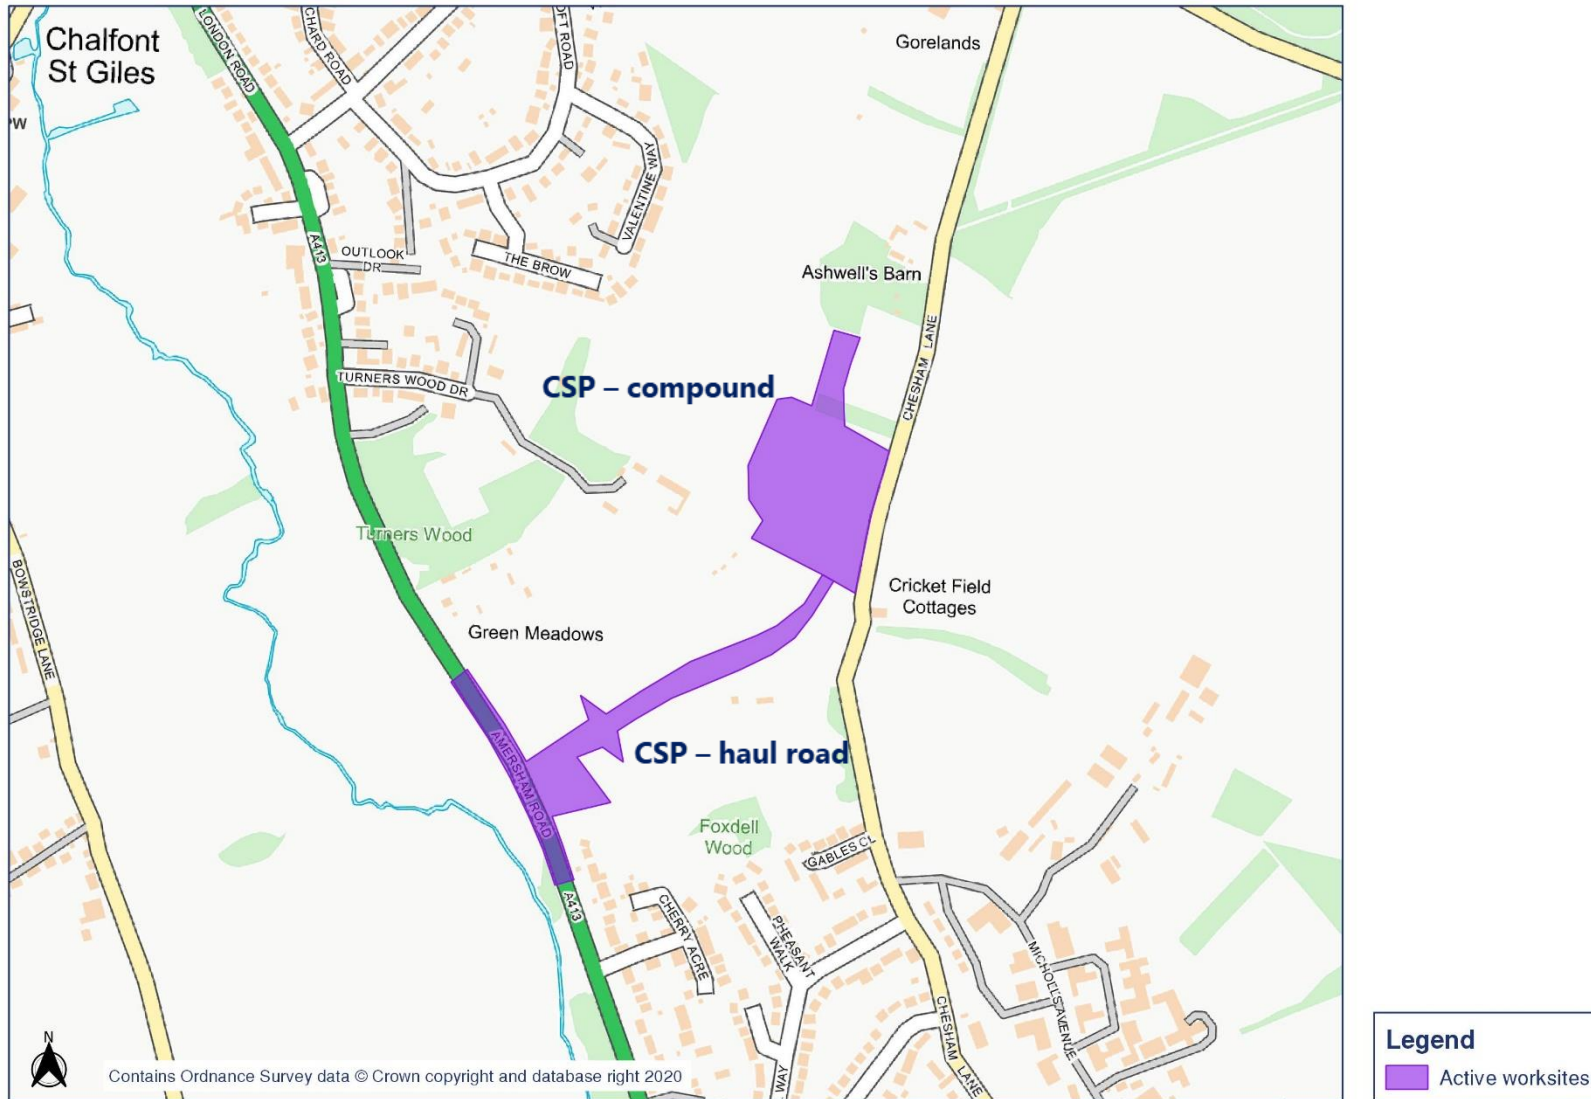 Chalfont
St Giles
LONDON ROAD
CHARD ROAD
OFT ROAD
Gorelands
PW
VALENTINE WAY
A413
OUTLOOK
DR
THE BROW
Ashwell's Barn
CHESHAM LANE
TURNERS WOOD DR
CSP – compound
Turners Wood
BOWSTRIDGE LANE
Green Meadows
Cricket Field
Cottages
AMERSHAM ROAD
CSP – haul road
Foxdell
Wood
GABLES CL
A413
CHERRY ACRE
PHEASANT
WALK
MICHOLLS AVENUE
CHESHAM LANE
WAY
N
Contains Ordnance Survey data © Crown copyright and database right 2020
Legend
Active worksites